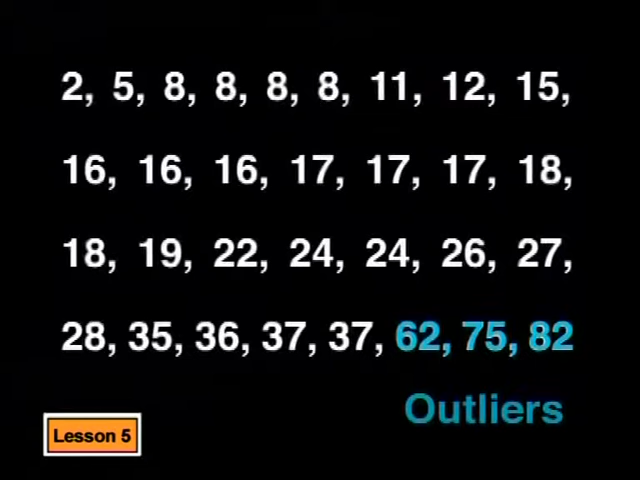 2, 5, 8, 8, 8, 8, 11, 12, 15,
16, 16, 16, 17, 17, 17, 18,
18, 19, 22, 24, 24, 26, 27,
28, 35, 36, 37, 37, 62, 75, 82
Outliers
Lesson 5